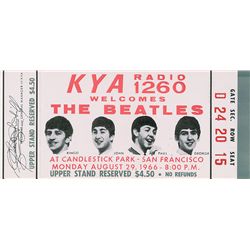 UPPER STAND RESERVED $4.50
KYA RADIO 1260
WELCOMES
THE BEATLES
RINGO JOHN PAUL GEORGE
AT CANDLESTICK PARK - SAN FRANCISCO
MONDAY AUGUST 29, 1966 - 8:00 P.M.
UPPER STAND RESERVED $4.50 • NO REFUNDS
GATE SEC. ROW SEAT
D 24 20 15